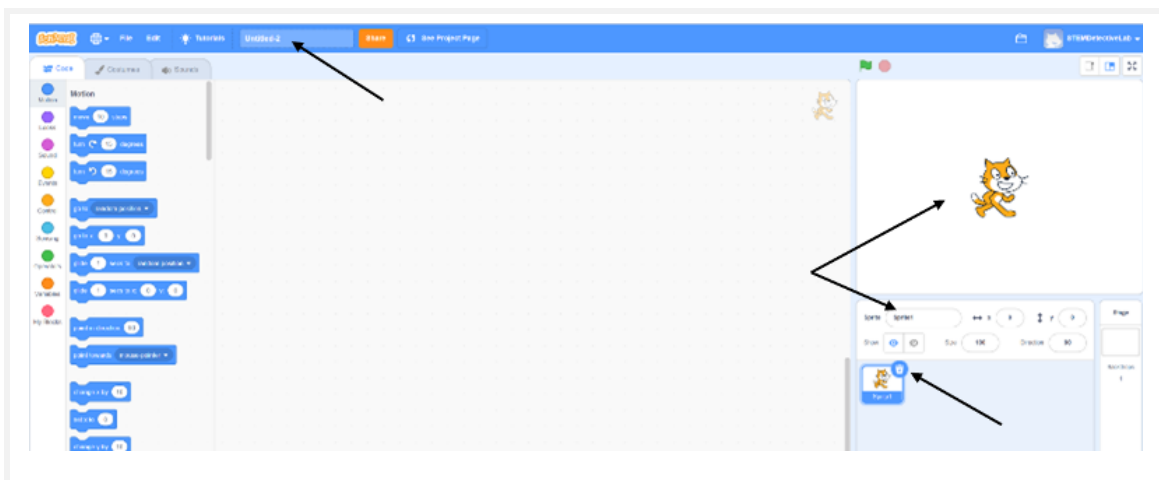 SCRATCH File Edit Tutorials Untitled-2 Share See Project Page STEMDetectiveLab
Code Costumes Sounds
Motion
Motion
move 10 steps
Looks
turn 15 degrees
Sound
turn 15 degrees
Events
Control
go to random position
Sensing
go to x: 0 y: 0
Operators
glide 1 secs to random position
Variables
glide 1 secs to x: 0 y: 0
My Blocks
point in direction 90
point towards mouse-pointer
change x by 10
set x to 0
change y by 10
Sprite Sprite1 x 0 y 0
Show Size 100 Direction 90
Sprite1
Stage
Backdrops
1